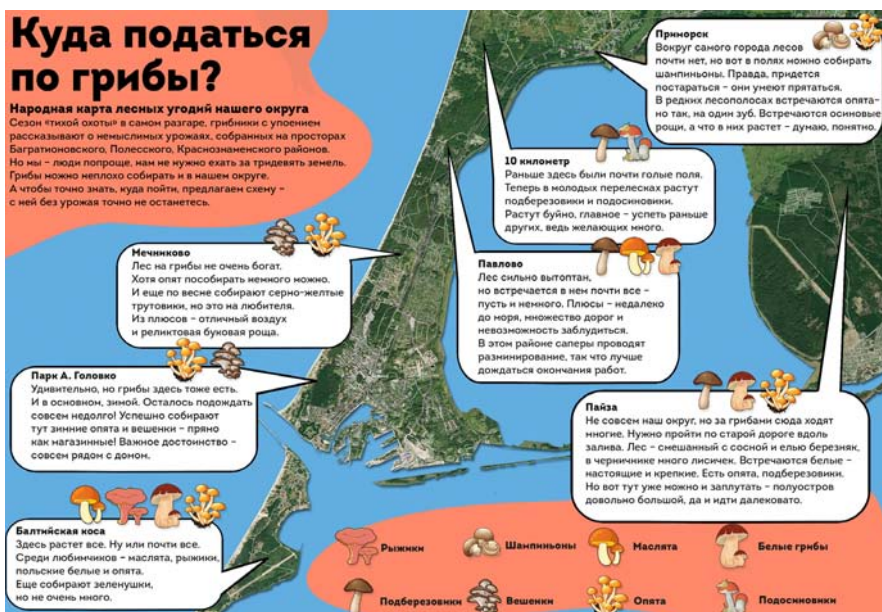 Куда податься
по грибы?
Народная карта лесных угодий нашего округа
Сезон «тихой охоты» в самом разгаре, грибники с упоением
рассказывают о немыслимых урожаях, собранных на просторах
Багратионовского, Полесского, Краснознаменского районов.
Но мы – люди попроще, нам не нужно ехать за тридевять земель.
Грибы можно неплохо собирать и в нашем округе.
А чтобы точно знать, куда пойти, предлагаем схему –
с ней без урожая точно не останетесь.
Приморск
Вокруг самого города лесов
почти нет, но вот в полях можно собирать
шампиньоны. Правда, придется
постараться – они умеют прятаться.
В редких лесополосах встречаются опята–
но так, на один зуб. Встречаются осиновые
рощи, а что в них растет – думаю, понятно.
10 километр
Раньше здесь были почти голые поля.
Теперь в молодых перелесках растут
подберезовики и подосиновики.
Растут буйно, главное – успеть раньше
других, ведь желающих много.
Мечниково
Лес на грибы не очень богат.
Хотя опят пособирать немного можно.
И еще по весне собирают серно-желтые
трутовики, но это на любителя.
Из плюсов – отличный воздух
и реликтовая буковая роща.
Павлово
Лес сильно вытоптан,
но встречается в нем почти все –
пусть и немного. Плюсы – недалеко
до моря, множество дорог и
невозможность заблудиться.
В этом районе саперы проводят
разминирование, так что лучше
дождаться окончания работ.
Парк А. Головко
Удивительно, но грибы здесь тоже есть.
И в основном, зимой. Осталось подождать
совсем недолго! Успешно собирают
тут зимние опята и вешенки – прямо
как магазинные! Важное достоинство –
совсем рядом с домом.
Пайза
Не совсем наш округ, но за грибами сюда ходят
многие. Нужно пройти по старой дороге вдоль
залива. Лес – смешанный с сосной и елью березняк,
в черничнике много лисичек. Встречаются белые –
настоящие и крепкие. Есть опята, подберезовики.
Но вот тут уже можно и заплутать – полуостров
довольно большой, да и идти далековато.
Балтийская коса
Здесь растет все. Ну или почти все.
Среди любимчиков – маслята, рыжики,
польские белые и опята.
Еще собирают зеленушки,
но не очень много.
Рыжики Шампиньоны Маслята Белые грибы
Подберезовики Вешенки Опята Подосиновики